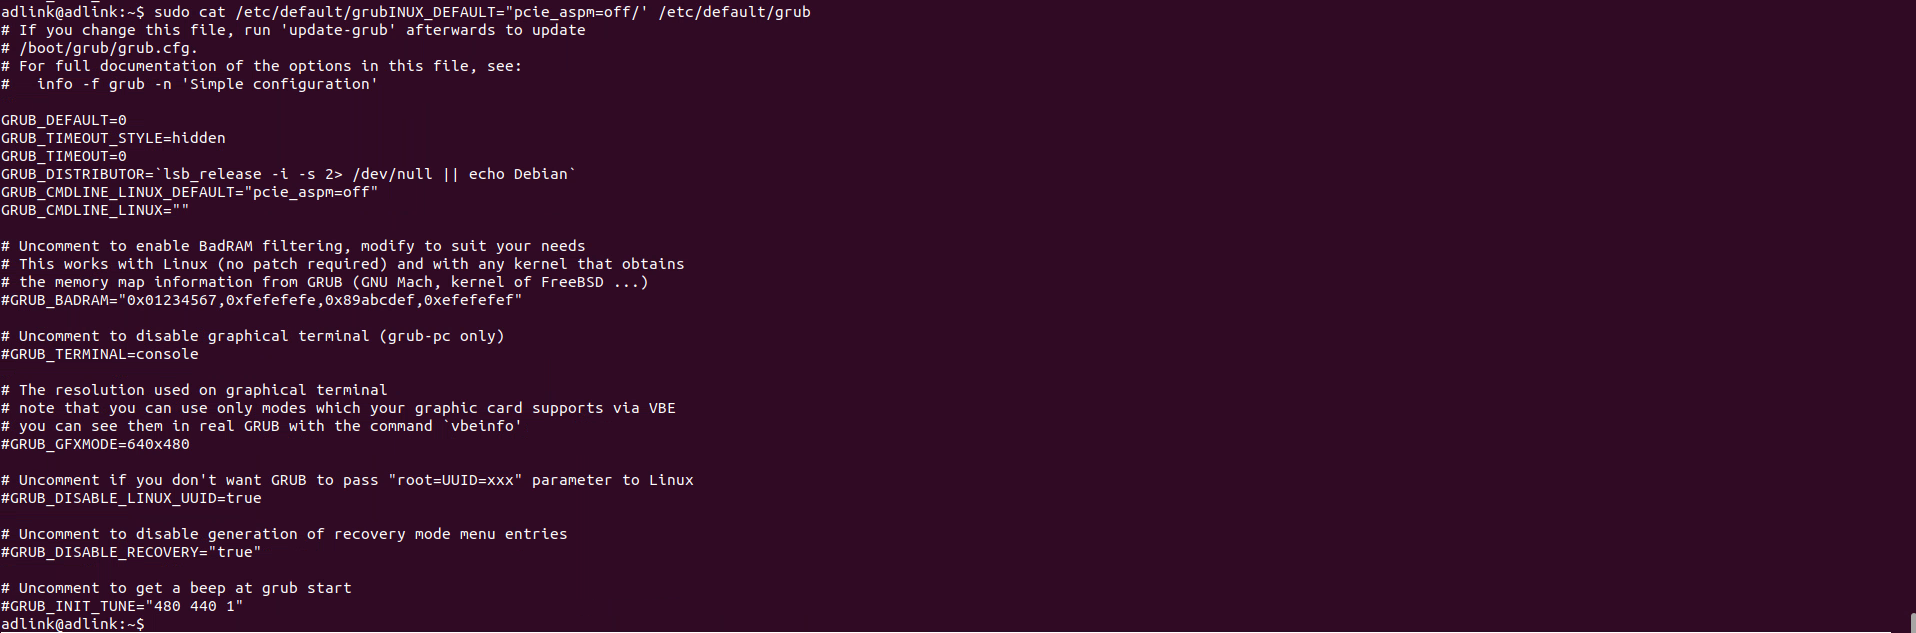 adlink@adlink:~$ sudo cat /etc/default/grubINUX_DEFAULT="pcie_aspm=off/' /etc/default/grub
# If you change this file, run 'update-grub' afterwards to update
# /boot/grub/grub.cfg.
# For full documentation of the options in this file, see:
#   info -f grub -n 'Simple configuration'

GRUB_DEFAULT=0
GRUB_TIMEOUT_STYLE=hidden
GRUB_TIMEOUT=0
GRUB_DISTRIBUTOR=`lsb_release -i -s 2> /dev/null || echo Debian`
GRUB_CMDLINE_LINUX_DEFAULT="pcie_aspm=off"
GRUB_CMDLINE_LINUX=""

# Uncomment to enable BadRAM filtering, modify to suit your needs
# This works with Linux (no patch required) and with any kernel that obtains
# the memory map information from GRUB (GNU Mach, kernel of FreeBSD ...)
#GRUB_BADRAM="0x01234567,0xfefefefe,0x89abcdef,0xefefefef"

# Uncomment to disable graphical terminal (grub-pc only)
#GRUB_TERMINAL=console

# The resolution used on graphical terminal
# note that you can use only modes which your graphic card supports via VBE
# you can see them in real GRUB with the command `vbeinfo'
#GRUB_GFXMODE=640x480

# Uncomment if you don't want GRUB to pass "root=UUID=xxx" parameter to Linux
#GRUB_DISABLE_LINUX_UUID=true

# Uncomment to disable generation of recovery mode menu entries
#GRUB_DISABLE_RECOVERY="true"

# Uncomment to get a beep at grub start
#GRUB_INIT_TUNE="480 440 1"
adlink@adlink:~$